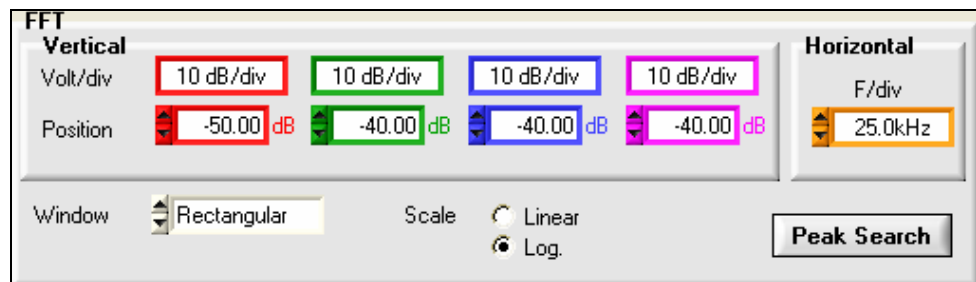 FFT
Vertical
Volt/div 10 dB/div 10 dB/div 10 dB/div 10 dB/div
Position -50.00 dB -40.00 dB -40.00 dB -40.00 dB
Horizontal
F/div
25.0kHz
Window Rectangular
Scale Linear
Log.
Peak Search